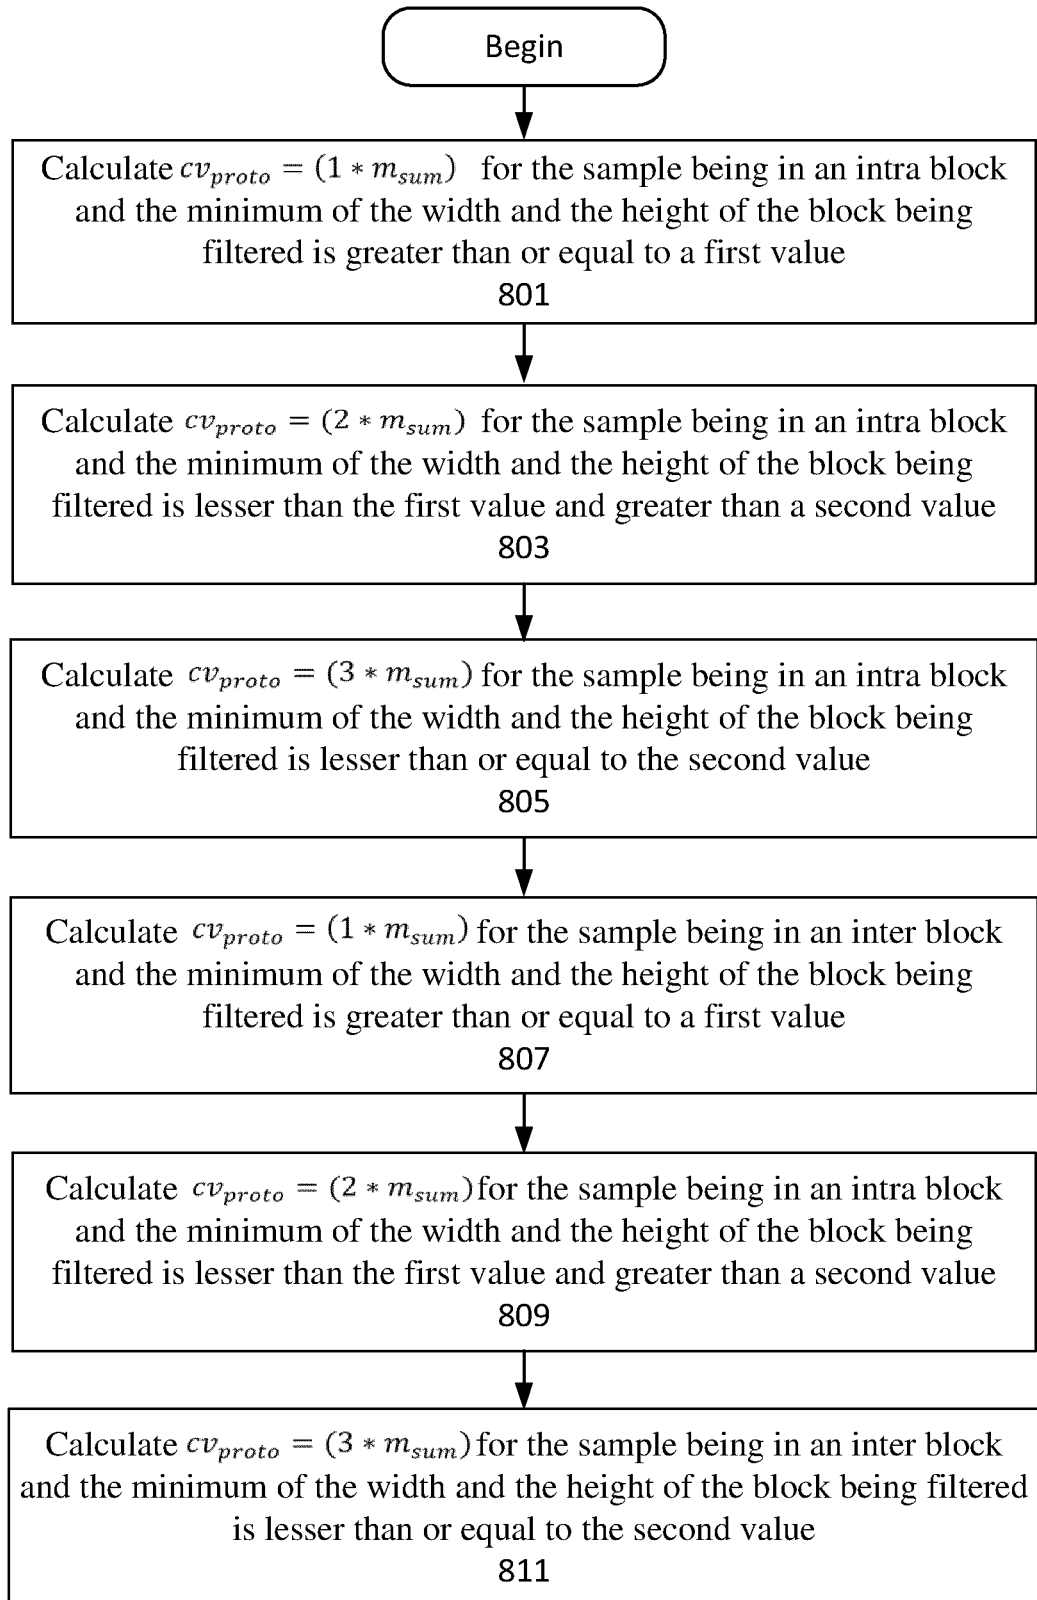 Begin
Calculate cv_proto = (1 * m_sum) for the sample being in an intra block
and the minimum of the width and the height of the block being
filtered is greater than or equal to a first value
801
Calculate cv_proto = (2 * m_sum) for the sample being in an intra block
and the minimum of the width and the height of the block being
filtered is lesser than the first value and greater than a second value
803
Calculate cv_proto = (3 * m_sum) for the sample being in an intra block
and the minimum of the width and the height of the block being
filtered is lesser than or equal to the second value
805
Calculate cv_proto = (1 * m_sum) for the sample being in an inter block
and the minimum of the width and the height of the block being
filtered is greater than or equal to a first value
807
Calculate cv_proto = (2 * m_sum) for the sample being in an intra block
and the minimum of the width and the height of the block being
filtered is lesser than the first value and greater than a second value
809
Calculate cv_proto = (3 * m_sum) for the sample being in an inter block
and the minimum of the width and the height of the block being filtered
is lesser than or equal to the second value
811